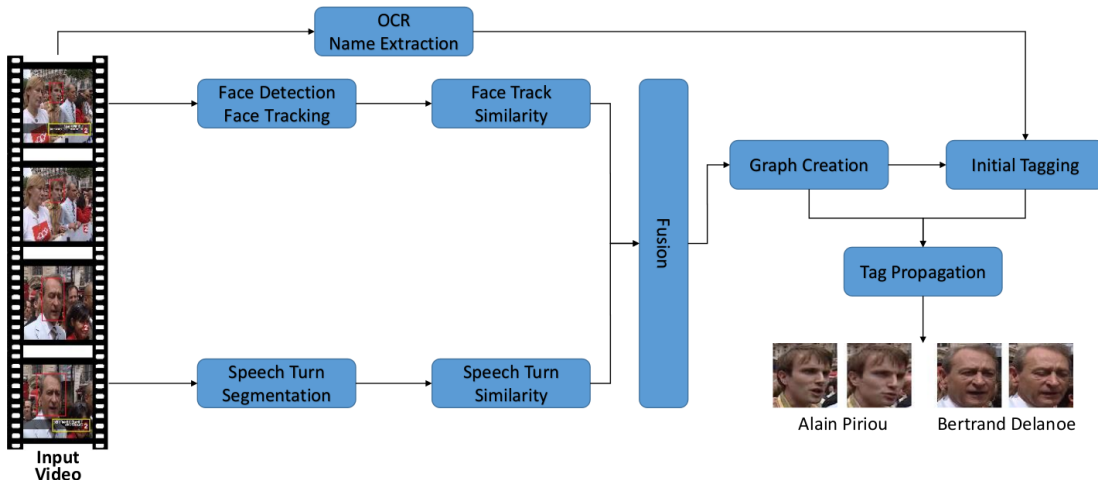 OCR
Name Extraction
Face Detection
Face Tracking
Face Track
Similarity
Graph Creation
Initial Tagging
Fusion
Tag Propagation
Speech Turn
Segmentation
Speech Turn
Similarity
Alain Piriou
Bertrand Delanoe
Input
Video